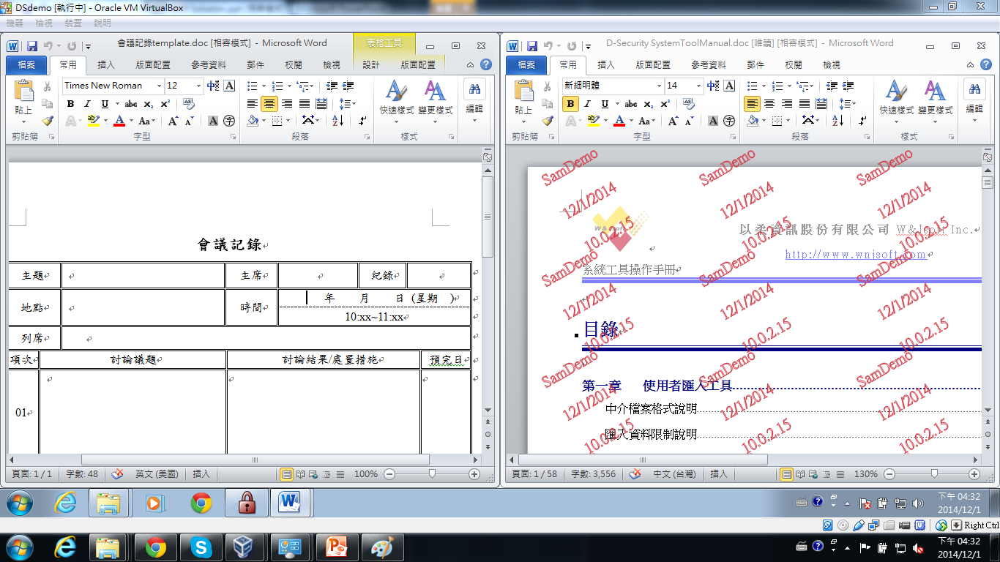 DSdemo [執行中] - Oracle VM VirtualBox
機器 檢視 裝置 說明
會議記錄template.doc [相容模式] - Microsoft Word
表格工具
檔案 常用 插入 版面配置 參考資料 郵件 校閱 檢視 設計 版面配置
Times New Roman 12
貼上
快速樣式 變更樣式 編輯
剪貼簿 字型 段落 樣式
會議記錄
主題 主席 紀錄
地點 時間 年 月 日 (星期 )
10:xx~11:xx
列席
項次 討論議題 討論結果/處置措施 預完日
01
頁面: 1 / 1 字數: 48 英文 (美國) 插入 100%
D-Security SystemToolManual.doc [唯讀] [相容模式] - Microsoft Word
檔案 常用 插入 版面配置 參考資料 郵件 校閱 檢視
新細明體 14
貼上
快速樣式 變更樣式 編輯
剪貼簿 字型 段落 樣式
SamDemo SamDemo SamDemo
12/1/2014 12/1/2014 12/1/2014
W & Jsoft
以柔資訊股份有限公司 W&Jsoft Inc.
10.0.2.15 10.0.2.15 10.0.2.15
http://www.wnjsoft.com
系統工具操作手冊
SamDemo SamDemo SamDemo
12/1/2014 12/1/2014 12/1/2014
目錄
10.0.2.15 10.0.2.15 10.0.2.15
SamDemo SamDemo SamDemo
第一章 使用者匯入工具
12/1/2014 12/1/2014 12/1/2014
中介檔案格式說明
匯入資料限制說明
10.0.2.15 10.0.2.15 10.0.2.15
頁面: 1 / 58 字數: 3,556 中文 (台灣) 插入 130%
下午 04:32
2014/12/1
Right Ctrl
下午 04:32
2014/12/1